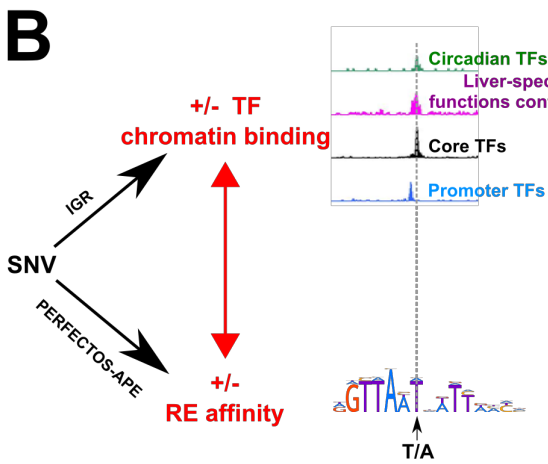 B
Circadian TFs
Liver-spec
functions con
+/- TF
chromatin binding
Core TFs
Promoter TFs
IGR
SNV
PERFECTOS-APE
+/-
RE affinity
T/A